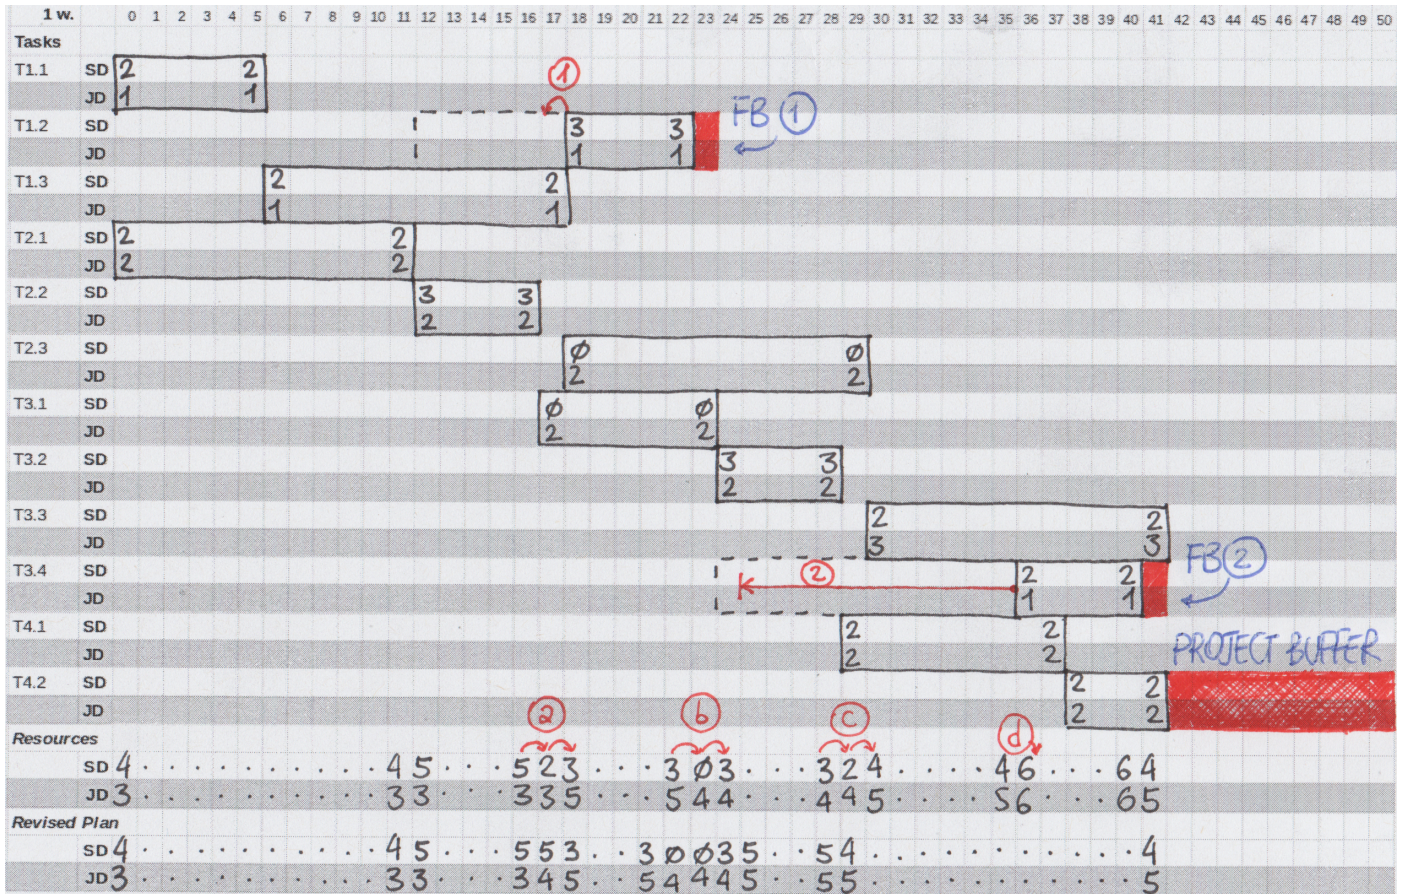 1 w. 0 1 2 3 4 5 6 7 8 9 10 11 12 13 14 15 16 17 18 19 20 21 22 23 24 25 26 27 28 29 30 31 32 33 34 35 36 37 38 39 40 41 42 43 44 45 46 47 48 49 50
Tasks
T1.1 SD 2 2 1
JD 1 1
T1.2 SD 3 3 FB 1
JD 1 1
T1.3 SD 2 2
JD 1 1
T2.1 SD 2 2
JD 2 2
T2.2 SD 3 3
JD 2 2
T2.3 SD Ø Ø
JD 2 2
T3.1 SD Ø Ø
JD 2 2
T3.2 SD 3 3
JD 2 2
T3.3 SD 2 2
JD 3 3
T3.4 SD 2 2 2 FB 2
JD 1 1
T4.1 SD 2 2
JD 2 2 PROJECT BUFFER
T4.2 SD 2 2
JD 2 2
a b c d
Resources
SD 4 . . . . . . . . . . 4 5 . . . 5 2 3 . . . 3 Ø 3 . . . 3 2 4 . . . . 4 6 . . . 6 4
JD 3 . . . . . . . . . . 3 3 . . . 3 3 5 . . . 5 4 4 . . . 4 4 5 . . . . 5 6 . . . 6 5
Revised Plan
SD 4 . . . . . . . . . . 4 5 . . . 5 5 3 . . 3 Ø Ø 3 5 . . 5 4 . . . . . . . . . . . 4
JD 3 . . . . . . . . . . 3 3 . . . 3 4 5 . . 5 4 4 4 5 . . 5 5 . . . . . . . . . . . 5